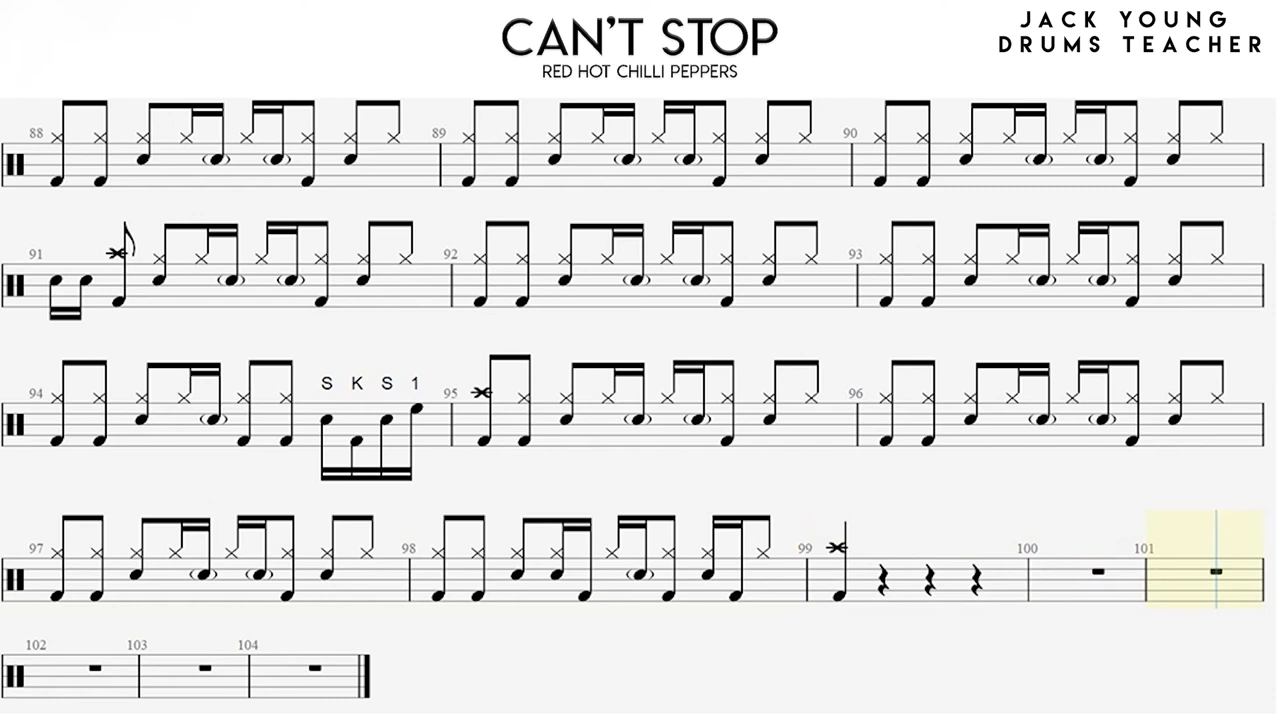 CAN'T STOP
RED HOT CHILLI PEPPERS
JACK YOUNG
DRUMS TEACHER
88 89 90
91 92 93
94 S K S 1 95 96
97 98 99 100 101
102 103 104